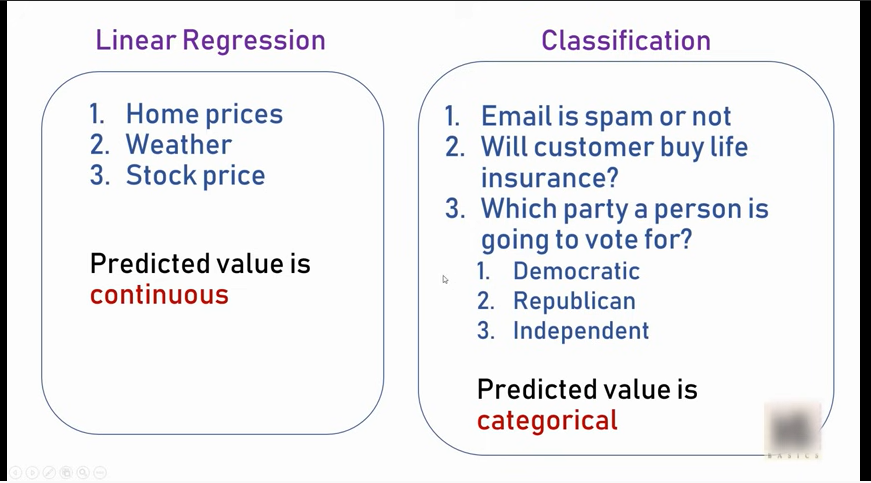 Linear Regression
1. Home prices
2. Weather
3. Stock price
Predicted value is
continuous
Classification
1. Email is spam or not
2. Will customer buy life
insurance?
3. Which party a person is
going to vote for?
1. Democratic
2. Republican
3. Independent
Predicted value is
categorical
BASICS